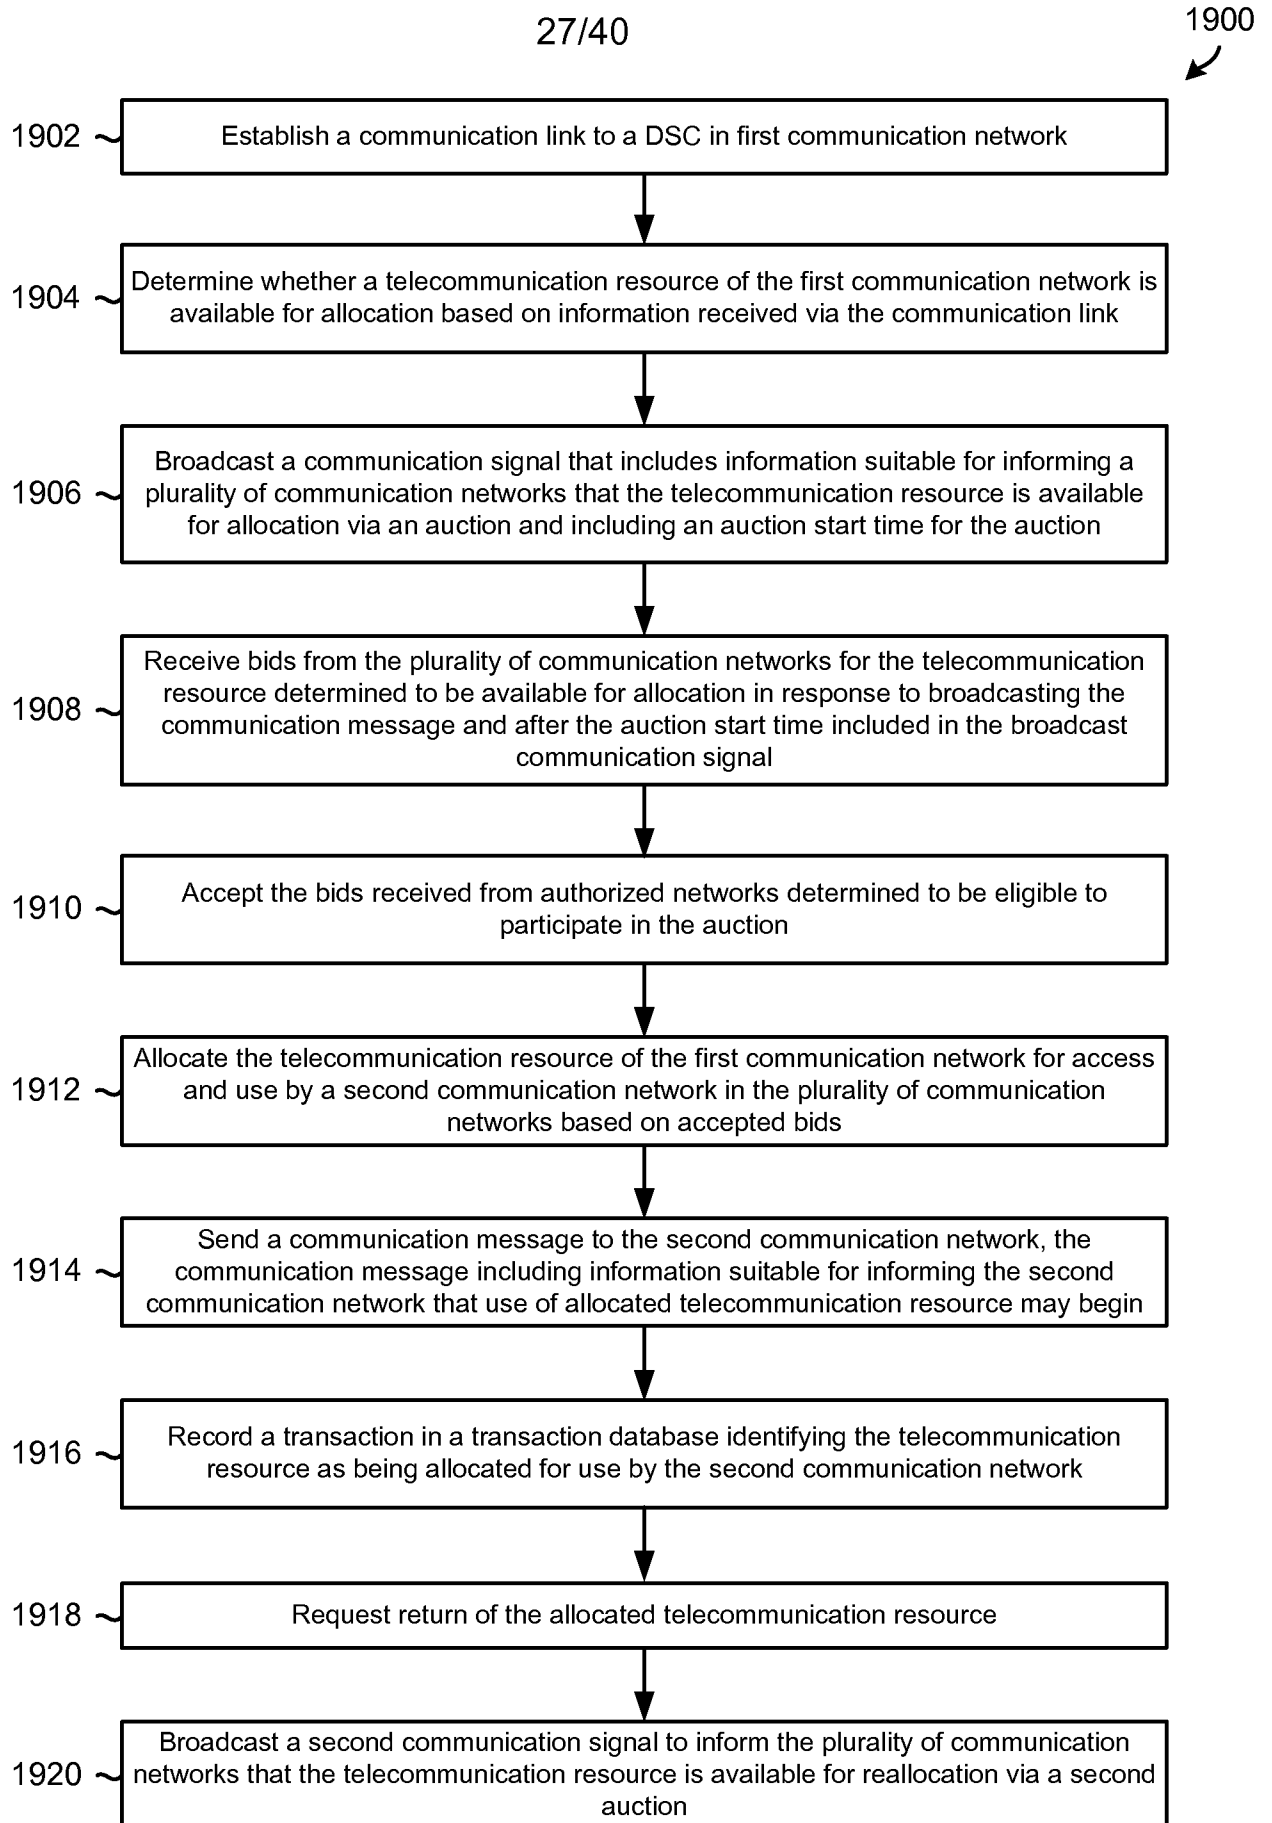 27/40
1900
1902
Establish a communication link to a DSC in first communication network
1904
Determine whether a telecommunication resource of the first communication network is
available for allocation based on information received via the communication link
1906
Broadcast a communication signal that includes information suitable for informing a
plurality of communication networks that the telecommunication resource is available
for allocation via an auction and including an auction start time for the auction
1908
Receive bids from the plurality of communication networks for the telecommunication
resource determined to be available for allocation in response to broadcasting the
communication message and after the auction start time included in the broadcast
communication signal
1910
Accept the bids received from authorized networks determined to be eligible to
participate in the auction
1912
Allocate the telecommunication resource of the first communication network for access
and use by a second communication network in the plurality of communication
networks based on accepted bids
1914
Send a communication message to the second communication network, the
communication message including information suitable for informing the second
communication network that use of allocated telecommunication resource may begin
1916
Record a transaction in a transaction database identifying the telecommunication
resource as being allocated for use by the second communication network
1918
Request return of the allocated telecommunication resource
1920
Broadcast a second communication signal to inform the plurality of communication
networks that the telecommunication resource is available for reallocation via a second
auction